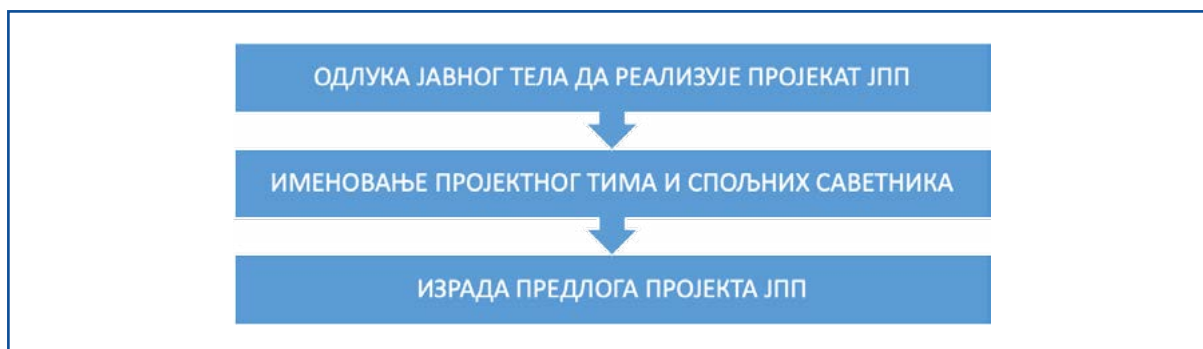 ОДЛУКА ЈАВНОГ ТЕЛА ДА РЕАЛИЗУЈЕ ПРОЈЕКАТ ЈПП
ИМЕНОВАЊЕ ПРОЈЕКТНОГ ТИМА И СПОЉНИХ САВЕТНИКА
ИЗРАДА ПРЕДЛОГА ПРОЈЕКТА ЈПП